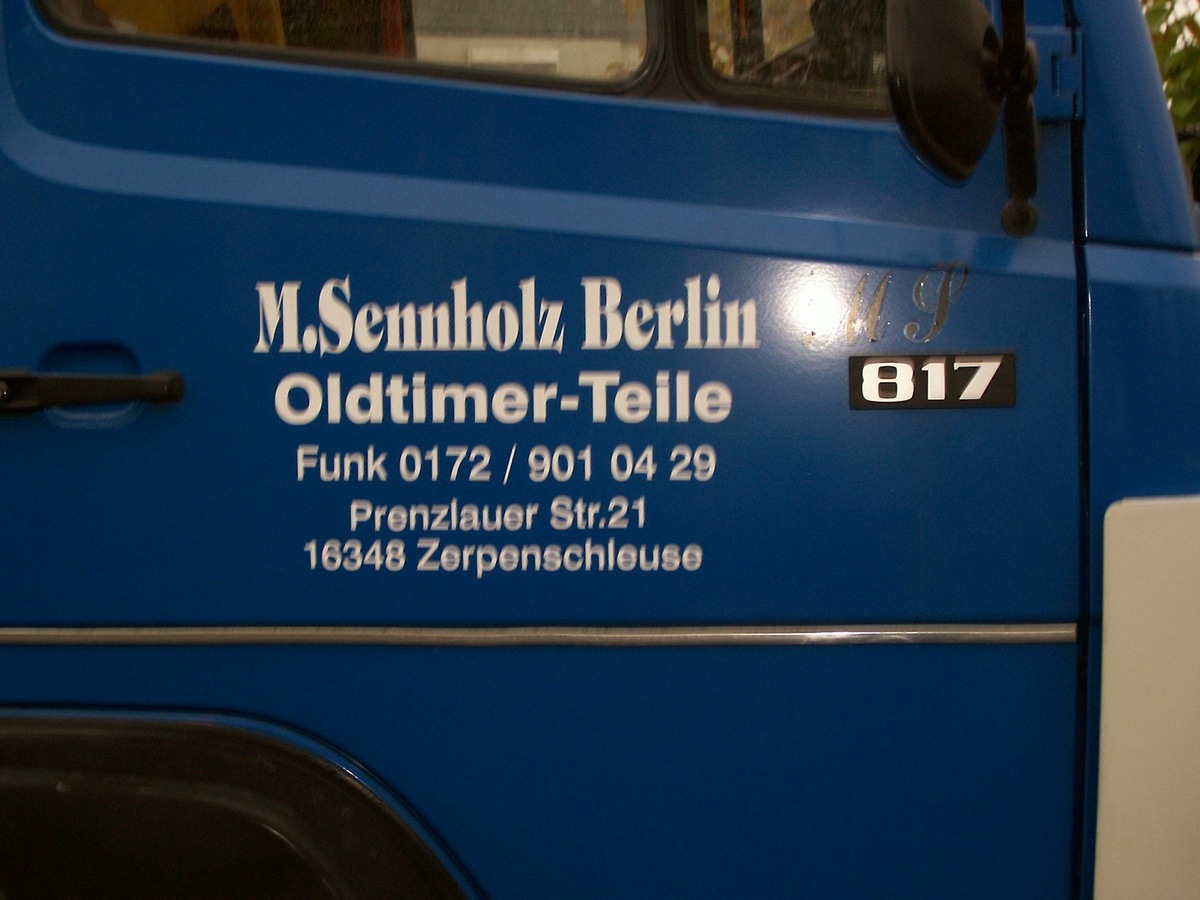 M.Sennholz Berlin
Oldtimer-Teile
Funk 0172 / 901 04 29
Prenzlauer Str.21
16348 Zerpenschleuse
M S
817